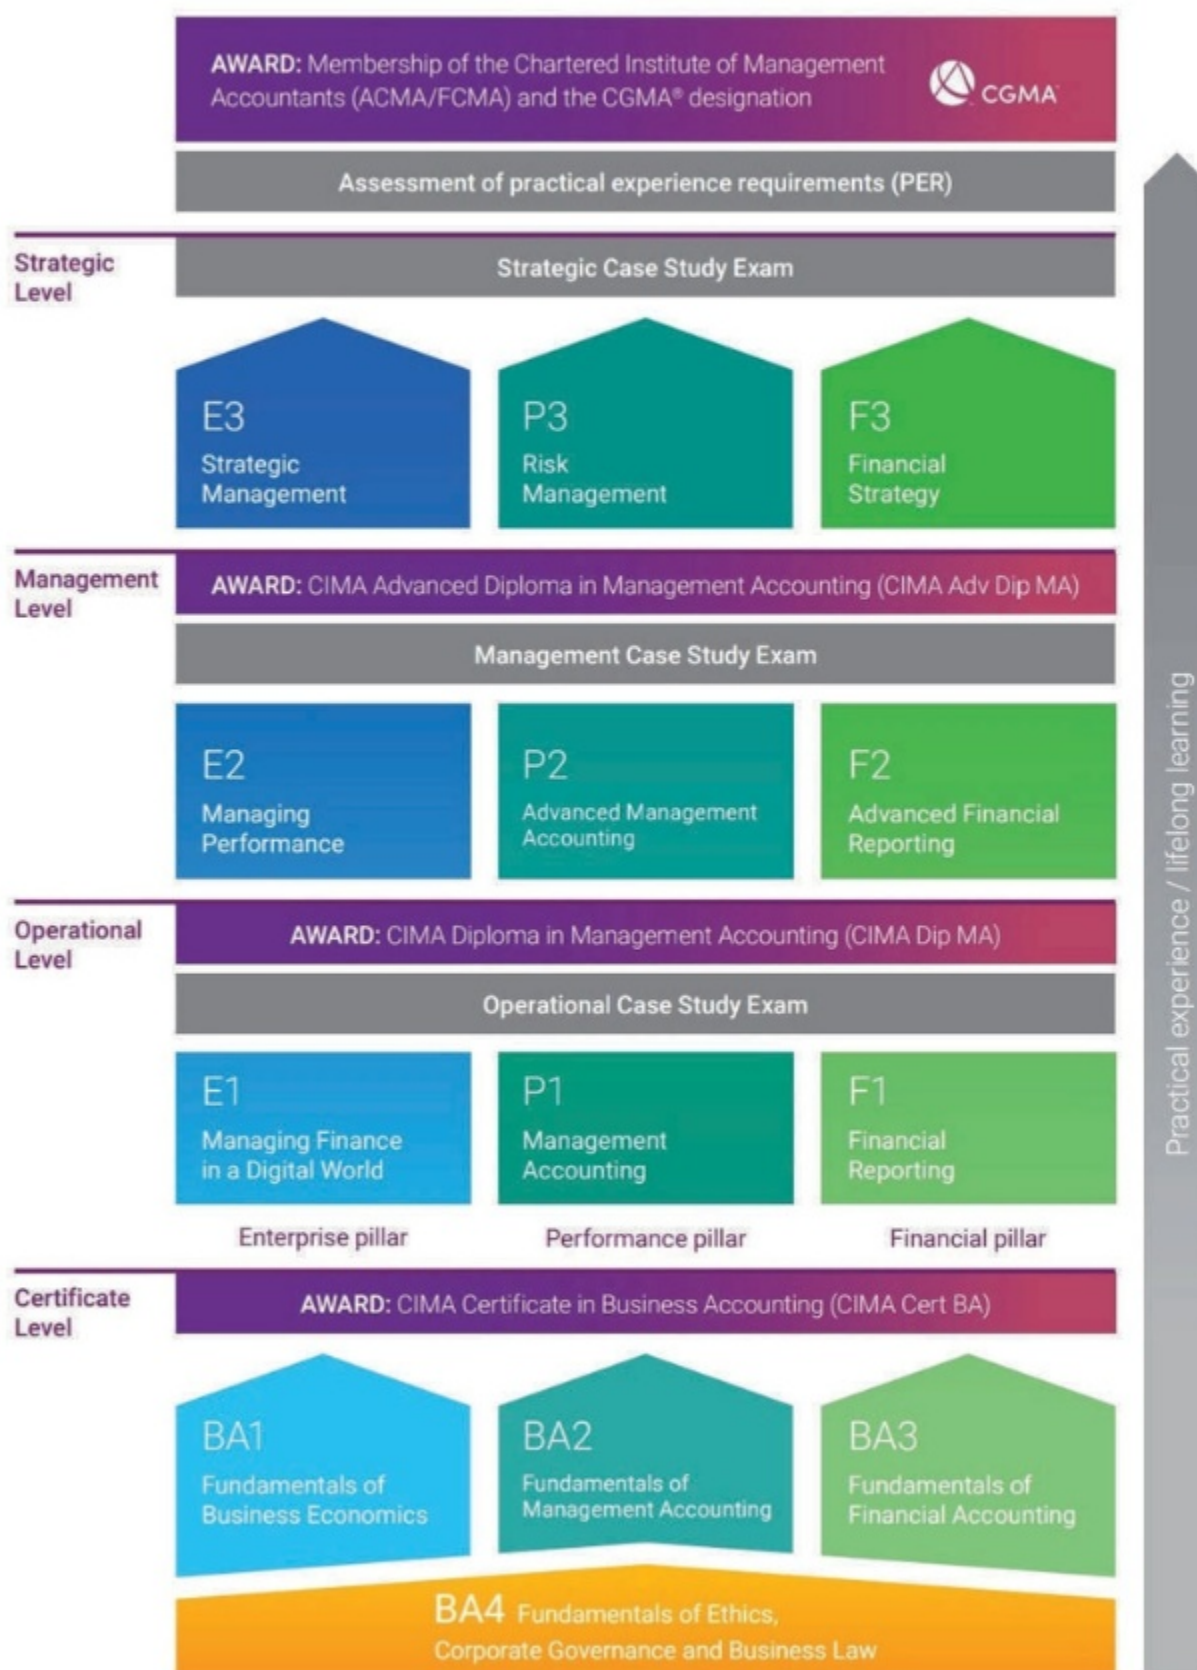 AWARD: Membership of the Chartered Institute of Management
Accountants (ACMA/FCMA) and the CGMA® designation
CGMA
Assessment of practical experience requirements (PER)
Strategic
Level
Strategic Case Study Exam
E3
Strategic
Management
P3
Risk
Management
F3
Financial
Strategy
Management
Level
AWARD: CIMA Advanced Diploma in Management Accounting (CIMA Adv Dip MA)
Management Case Study Exam
E2
Managing
Performance
P2
Advanced Management
Accounting
F2
Advanced Financial
Reporting
Operational
Level
AWARD: CIMA Diploma in Management Accounting (CIMA Dip MA)
Operational Case Study Exam
E1
Managing Finance
in a Digital World
P1
Management
Accounting
F1
Financial
Reporting
Enterprise pillar
Performance pillar
Financial pillar
Certificate
Level
AWARD: CIMA Certificate in Business Accounting (CIMA Cert BA)
BA1
Fundamentals of
Business Economics
BA2
Fundamentals of
Management Accounting
BA3
Fundamentals of
Financial Accounting
BA4 Fundamentals of Ethics,
Corporate Governance and Business Law
Practical experience / lifelong learning